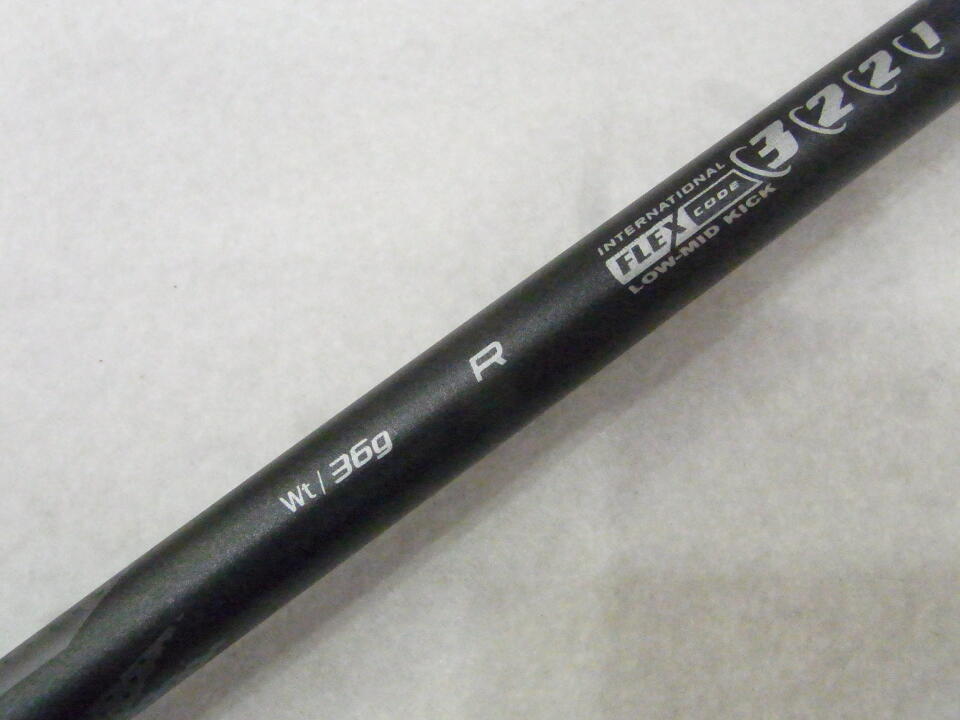 Wt / 36g
R
INTERNATIONAL
FLEX CODE 3221
LOW-MID KICK